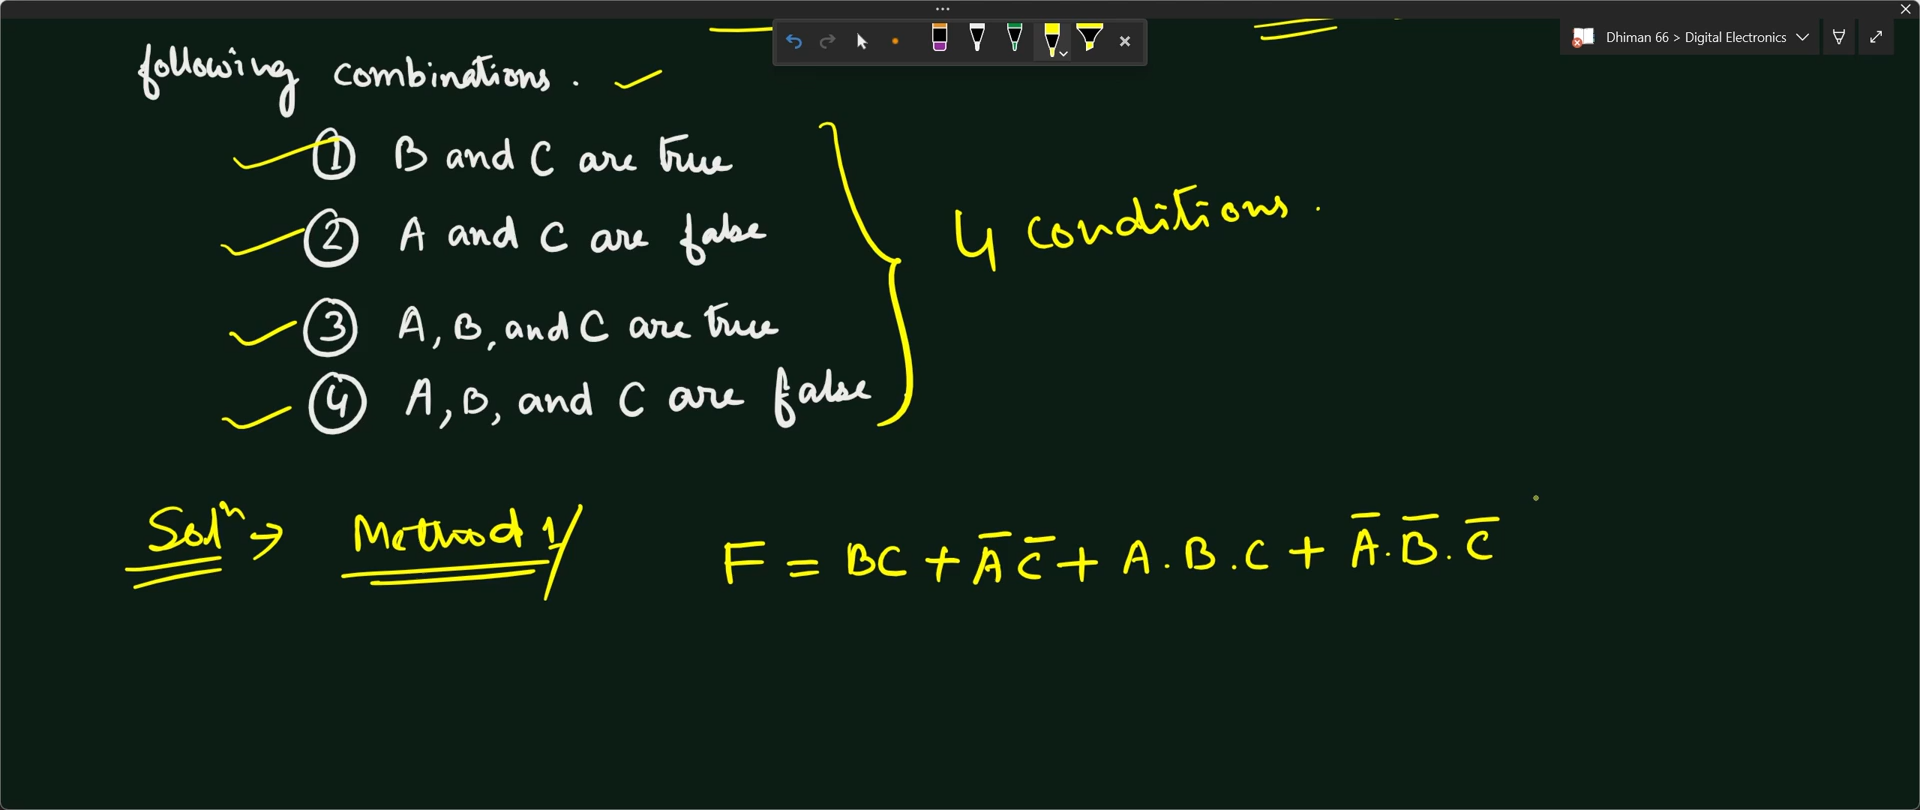 Dhiman 66 > Digital Electronics
following combinations.
① B and C are true
② A and C are false
③ A, B, and C are true
④ A, B, and C are false
4 conditions.
Solⁿ → Method 1/
F = BC + A̅ C̅ + A . B . C + A̅ . B̅ . C̅